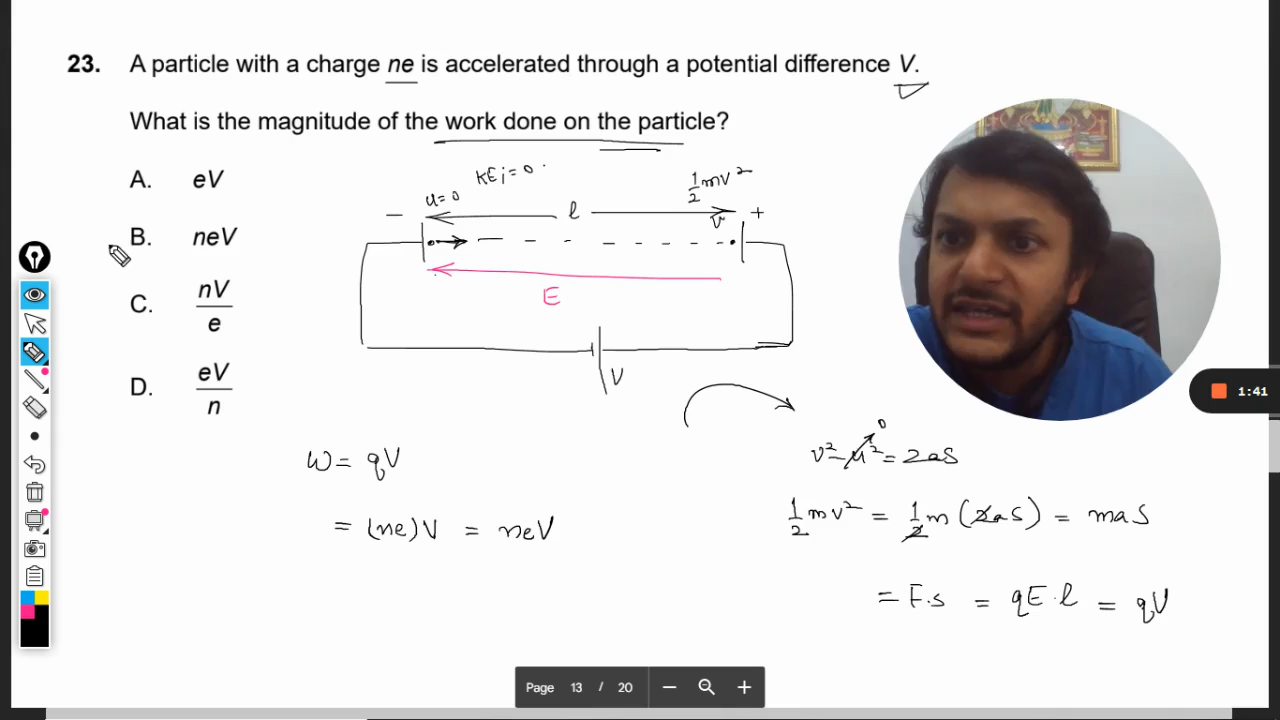 23. A particle with a charge ne is accelerated through a potential difference V.
What is the magnitude of the work done on the particle?
A. eV
B. neV
C. nV/e
D. eV/n
u=0 KEi=0 1/2mv²
− l v +
E
V
W= qV
= (ne)V = neV
v²-u²⁰=2aS
1/2mv² = 1/2m(2aS) = maS
= F.s = qE.l = qV
1:41
Page 13 / 20